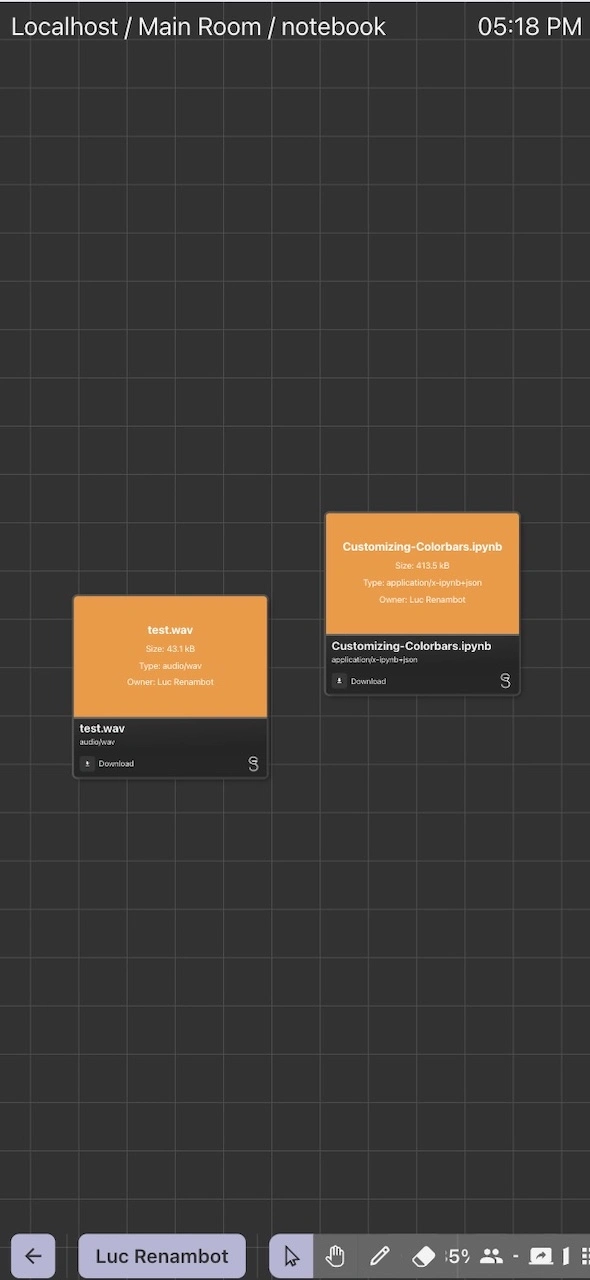 Localhost / Main Room / notebook
05:18 PM
Customizing-Colorbars.ipynb
Size: 413.5 kB
Type: application/x-ipynb+json
Owner: Luc Renambot
Customizing-Colorbars.ipynb
application/x-ipynb+json
Download
test.wav
Size: 43.1 kB
Type: audio/wav
Owner: Luc Renambot
test.wav
audio/wav
Download
Luc Renambot
5%